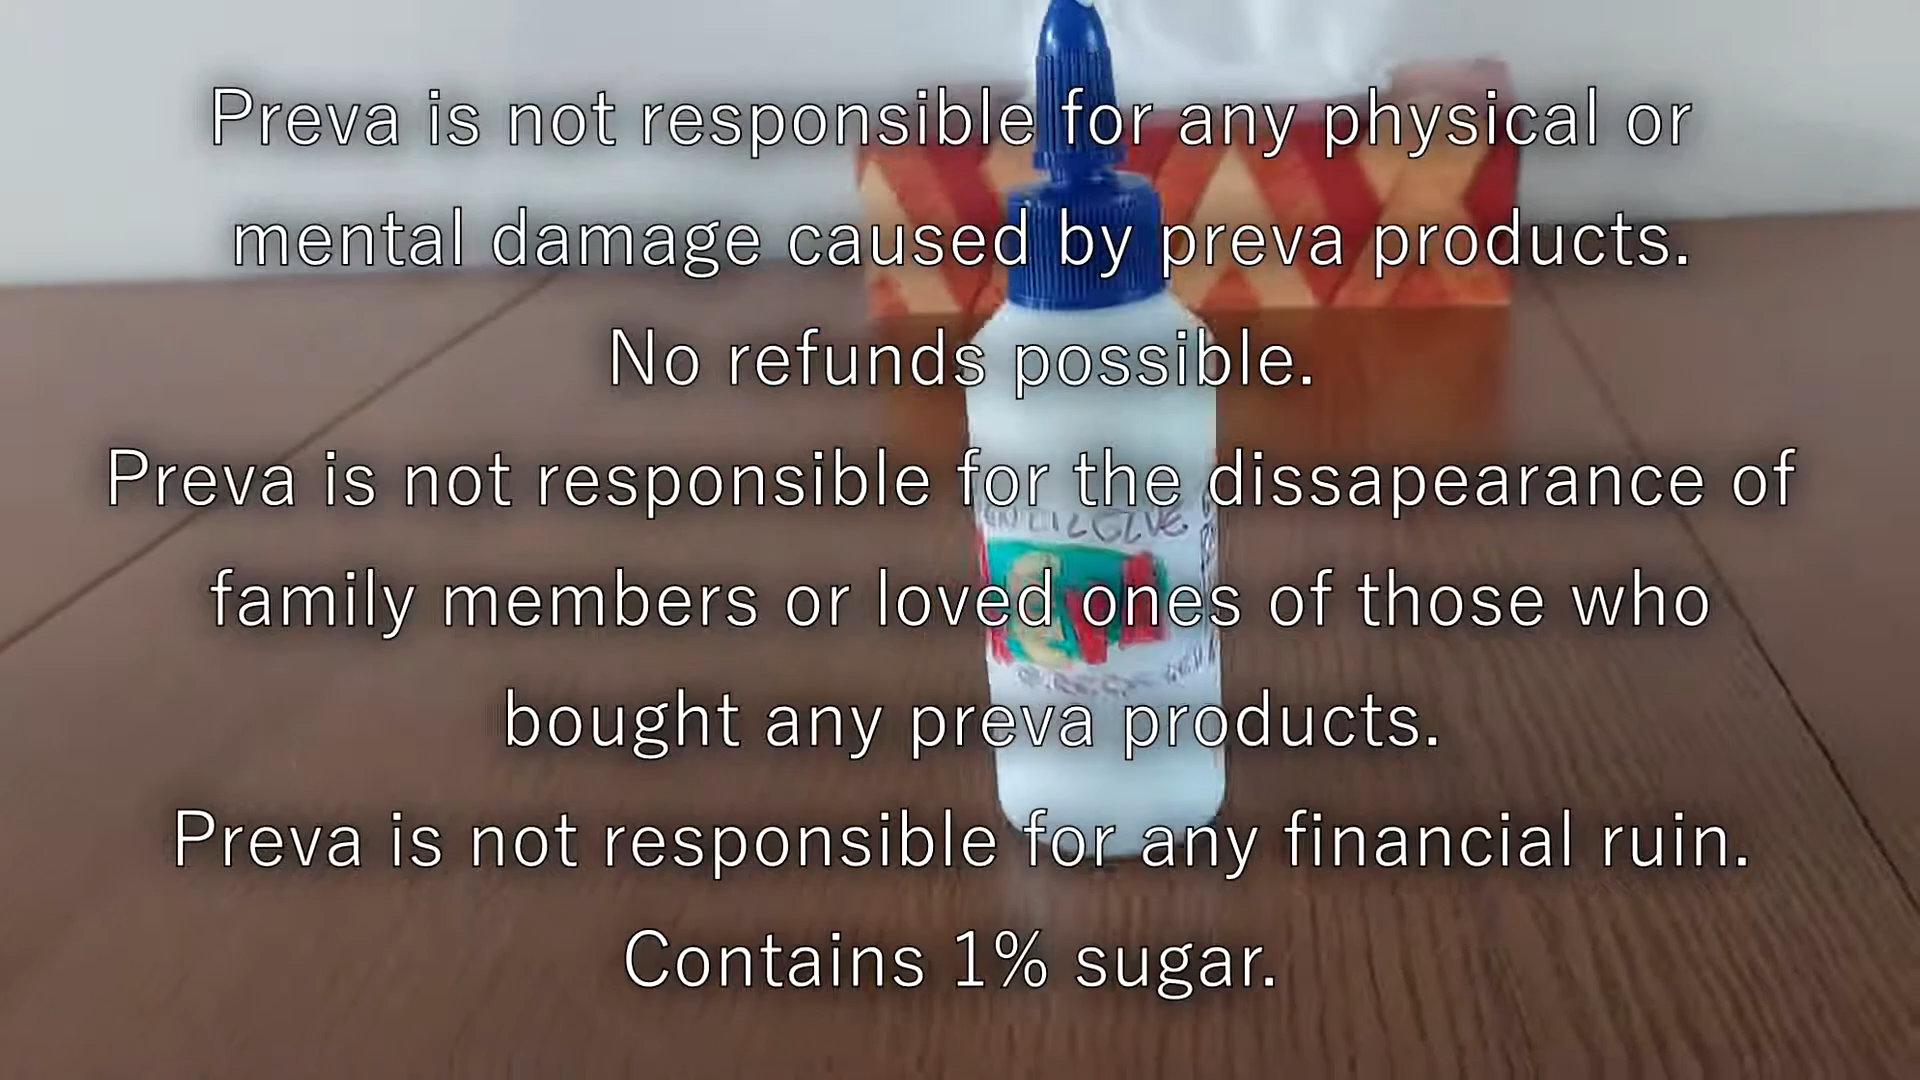 Preva is not responsible for any physical or
mental damage caused by preva products.
No refunds possible.
Preva is not responsible for the dissapearance of
family members or loved ones of those who
bought any preva products.
Preva is not responsible for any financial ruin.
Contains 1% sugar.